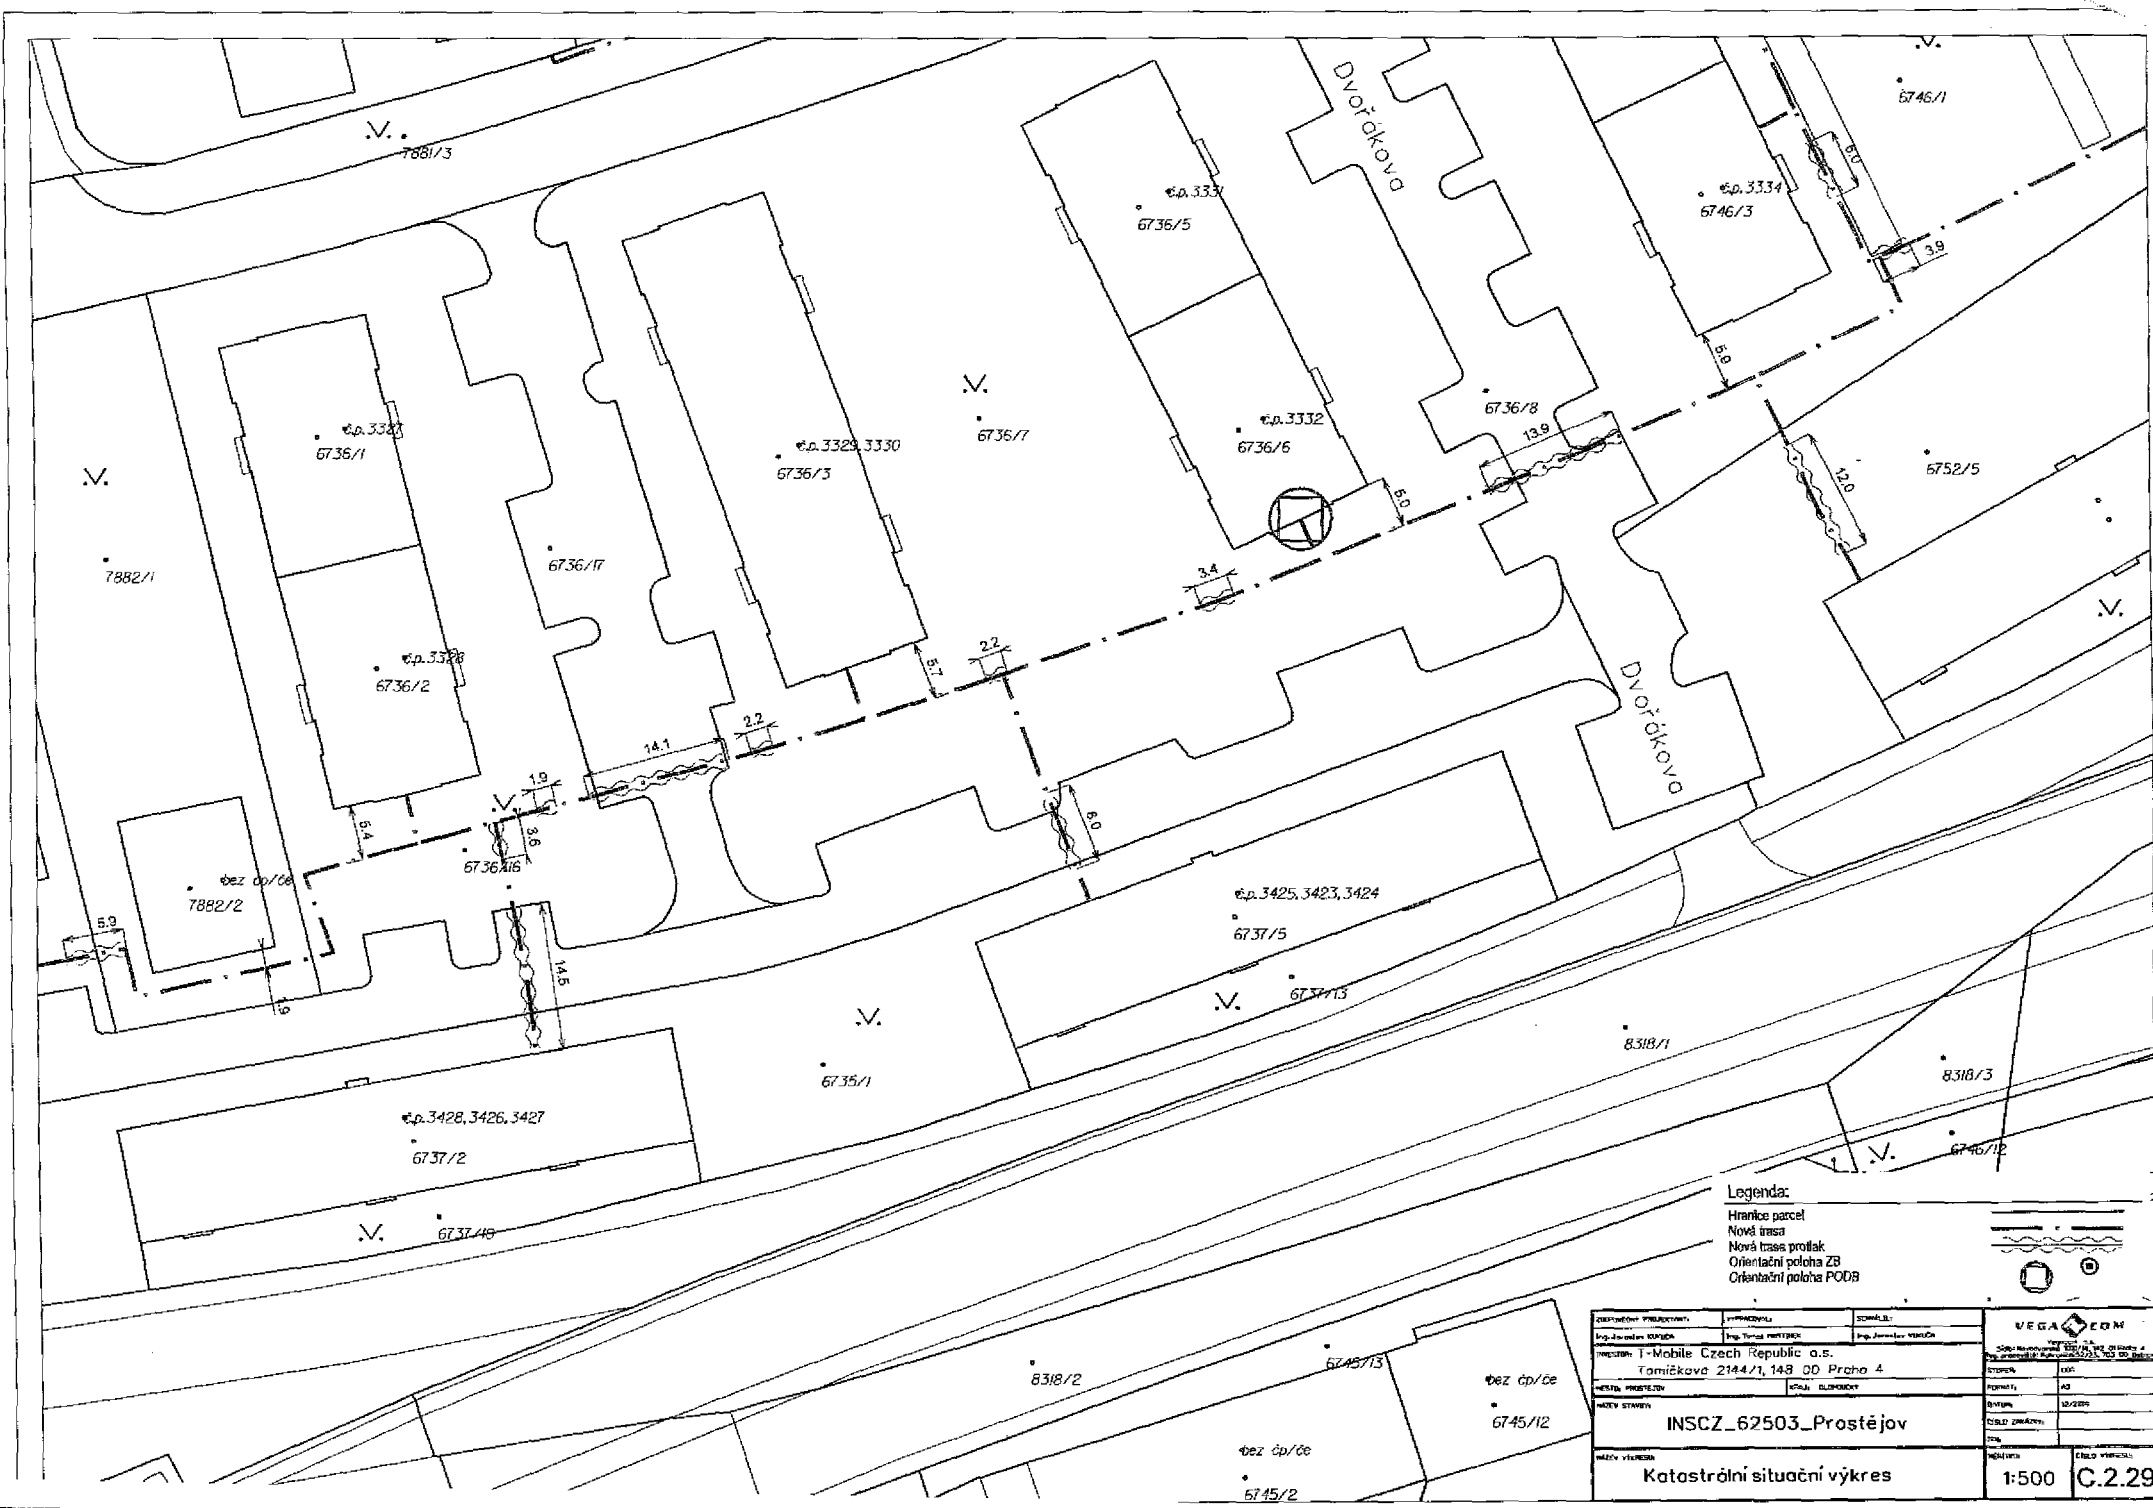 Dvořákova
6746/1
7881/3
6.0
č.p.3331
6736/5
č.p.3334
6746/3
3.9
5.9
č.p.3327
6736/1
č.p.3329,3330
6736/3
6736/7
č.p.3332
6736/6
6736/8
13.9
12.0
6752/5
5.0
7882/1
6736/17
3.4
č.p.3328
6736/2
5.7
2.2
2.2
14.1
1.9
Dvořákova
5.4
3.6
6.0
6736/16
bez čp/če
7882/2
5.9
1.9
14.5
č.p.3425,3423,3424
6737/5
6737/13
8318/1
6735/1
8318/3
č.p.3428,3426,3427
6737/2
6746/12
6737/19
Legenda:
Hranice parcel
Nová trasa
Nová trasa protlak
Orientační poloha ZB
Orientační poloha PODB
8318/2
6745/13
bez čp/če
6745/12
bez čp/če
6745/2
VEGA COM
T-Mobile Czech Republic a.s.
Tomíčkova 2144/1, 148 00 Praha 4
INSCZ_62503_Prostějov
Katastrální situační výkres
1:500
C.2.29